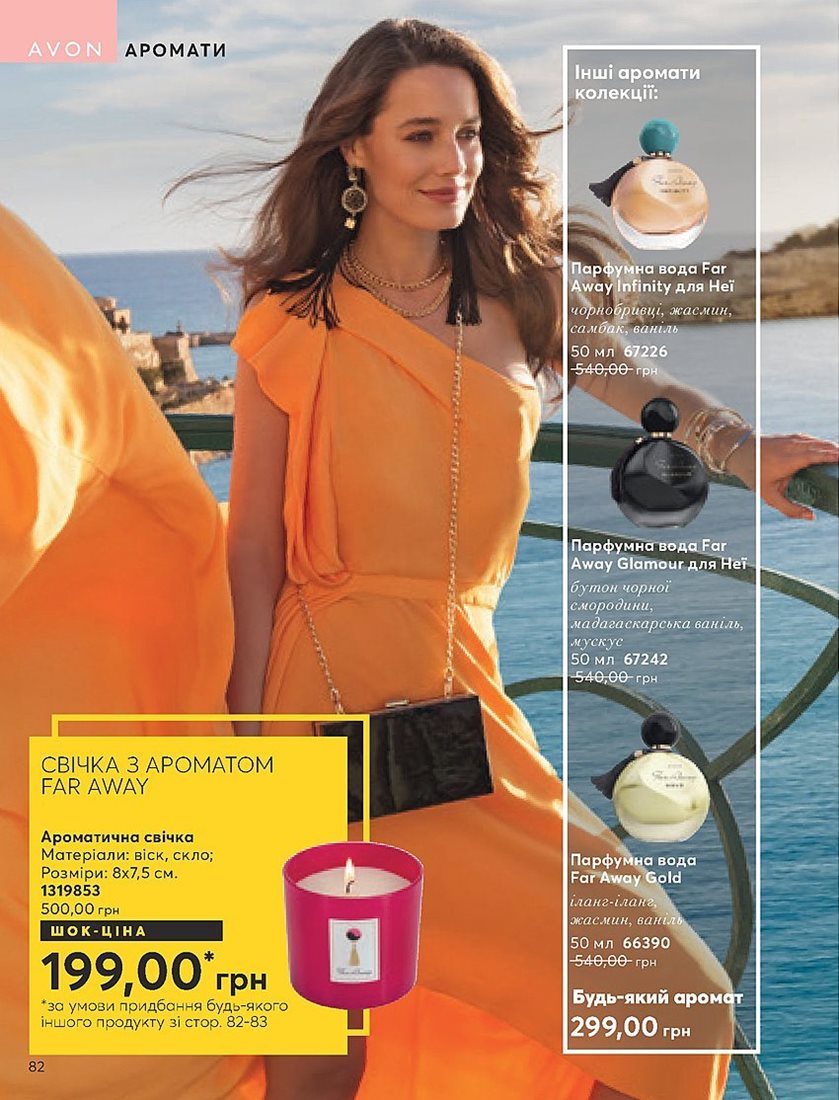 AVON АРОМАТИ
Інші аромати
колекції:
Парфумна вода Far
Away Infinity для Неї
чорнобривці, жасмин,
самбак, ваніль
50 мл 67226
540,00 грн
Парфумна вода Far
Away Glamour для Неї
бутон чорної
смородини,
мадагаскарська ваніль,
мускус
50 мл 67242
540,00 грн
Парфумна вода
Far Away Gold
іланг-іланг,
жасмин, ваніль
50 мл 66390
540,00 грн
Будь-який аромат
299,00 грн
СВІЧКА З АРОМАТОМ
FAR AWAY
Ароматична свічка
Матеріали: віск, скло;
Розміри: 8х7,5 см.
1319853
500,00 грн
ШОК-ЦІНА
199,00* грн
*за умови придбання будь-якого
іншого продукту зі стор. 82-83
82